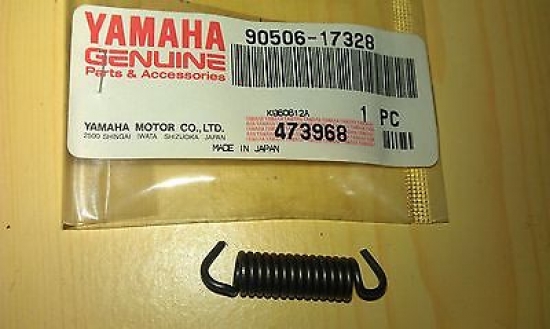 YAMAHA 90506-17328
GENUINE
Parts & Accessories
K960612A 1 PC
YAMAHA MOTOR CO.,LTD. 473968
2500 SHINGAI IWATA SHIZUOKA JAPAN
MADE IN JAPAN